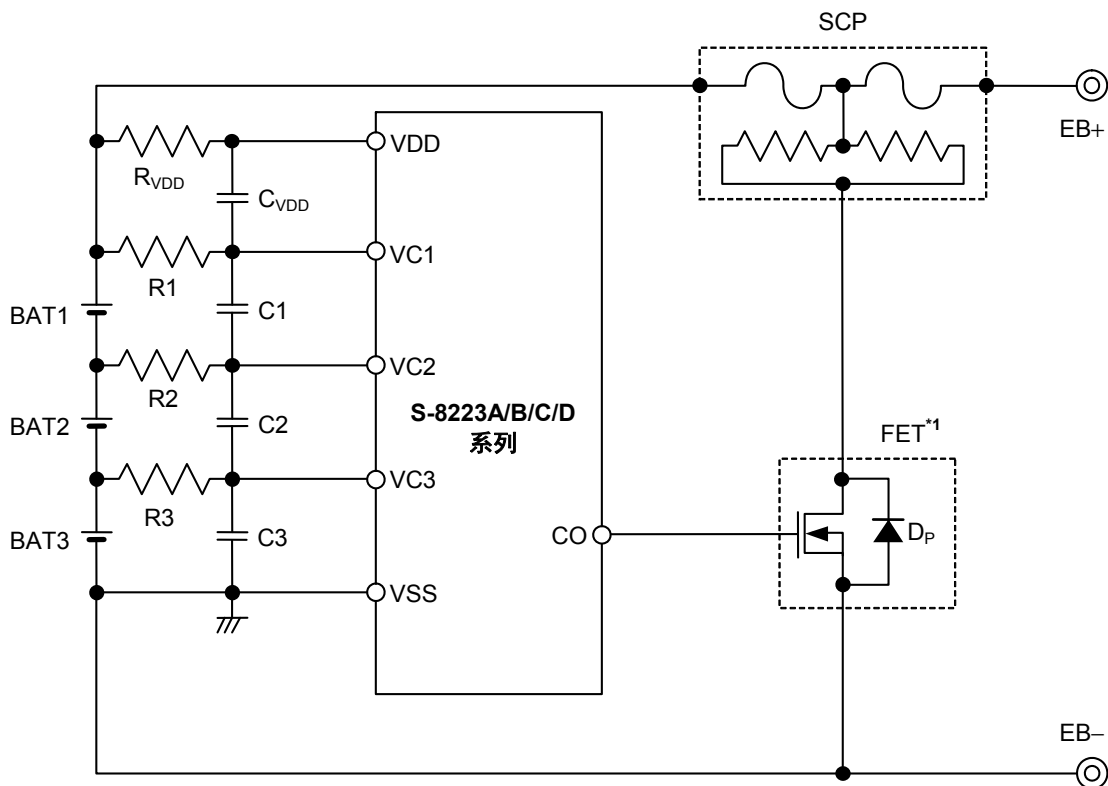 SCP
EB+
VDD
RVDD
CVDD
VC1
R1
BAT1
C1
VC2
R2
S-8223A/B/C/D
系列
BAT2
C2
FET*1
VC3
R3
BAT3
C3
CO
DP
VSS
EB−